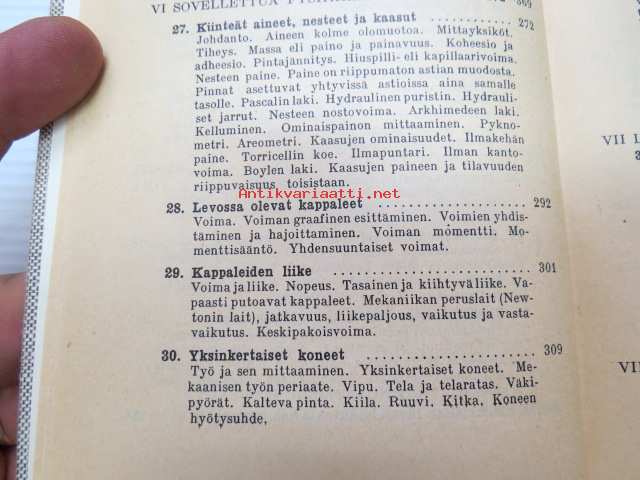 VI SOVELLETTUA
269
27. Kiinteät aineet, nesteet ja kaasut 272
Johdanto. Aineen kolme olomuotoa. Mittayksiköt.
Tiheys. Massa eli paino ja painavuus. Koheesio ja
adheesio. Pintajännitys. Hiuspilli- eli kapillaarivoima.
Nesteen paine. Paine on riippumaton astian muodosta.
Pinnat asettuvat yhtyvissä astioissa aina samalle
tasolle. Pascalin laki. Hydraulinen puristin. Hydrauli-
set jarrut. Nesteen nostovoima. Arkhimedeen laki.
Kelluminen. Ominaispainon mittaaminen. Pykno-
metri. Areometri. Kaasujen ominaisuudet. Ilmakehän
paine. Torricellin koe. Ilmapuntari. Ilman kanto-
voima. Boylen laki. Kaasujen paineen ja tilavuuden
riippuvaisuus toisistaan.
Antikvariaatti.net
28. Levossa olevat kappaleet 292
Voima. Voiman graafinen esittäminen. Voimien yhdis-
täminen ja hajoittaminen. Voiman momentti. Mo-
menttisääntö. Yhdensuuntaiset voimat.
29. Kappaleiden liike 301
Voima ja liike. Nopeus. Tasainen ja kiihtyvä liike. Va-
paasti putoavat kappaleet. Mekaniikan peruslait (New-
tonin lait), jatkavuus, liikepaljous, vaikutus ja vasta-
vaikutus. Keskipakoisvoima.
30. Yksinkertaiset koneet 309
Työ ja sen mittaaminen. Yksinkertaiset koneet. Me-
kaanisen työn periaate. Vipu. Tela ja telaratas. Väki-
pyörät. Kalteva pinta. Kiila. Ruuvi. Kitka. Koneen
hyötysuhde,
VII